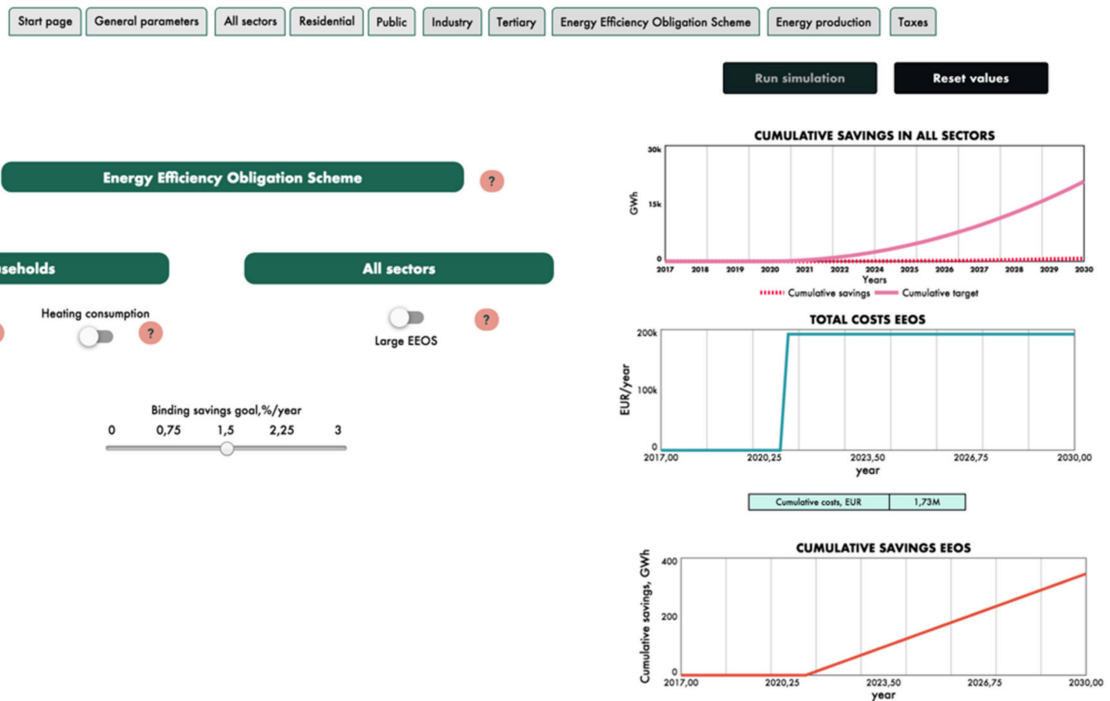 Start page General parameters All sectors Residential Public Industry Tertiary Energy Efficiency Obligation Scheme Energy production Taxes
Run simulation Reset values
Energy Efficiency Obligation Scheme ?
seholds
All sectors
Heating consumption
?
?
Large EEOS
Binding savings goal,%/year
0 0,75 1,5 2,25 3
CUMULATIVE SAVINGS IN ALL SECTORS
30k
15k
0
GWh
2017 2018 2019 2020 2021 2022 2024 2025 2026 2027 2028 2029 2030
Years
Cumulative savings Cumulative target
TOTAL COSTS EEOS
200k
100k
0
EUR/year
2017,00 2020,25 2023,50 2026,75 2030,00
year
Cumulative costs, EUR 1,73M
CUMULATIVE SAVINGS EEOS
400
200
0
Cumulative savings, GWh
2017,00 2020,25 2023,50 2026,75 2030,00
year